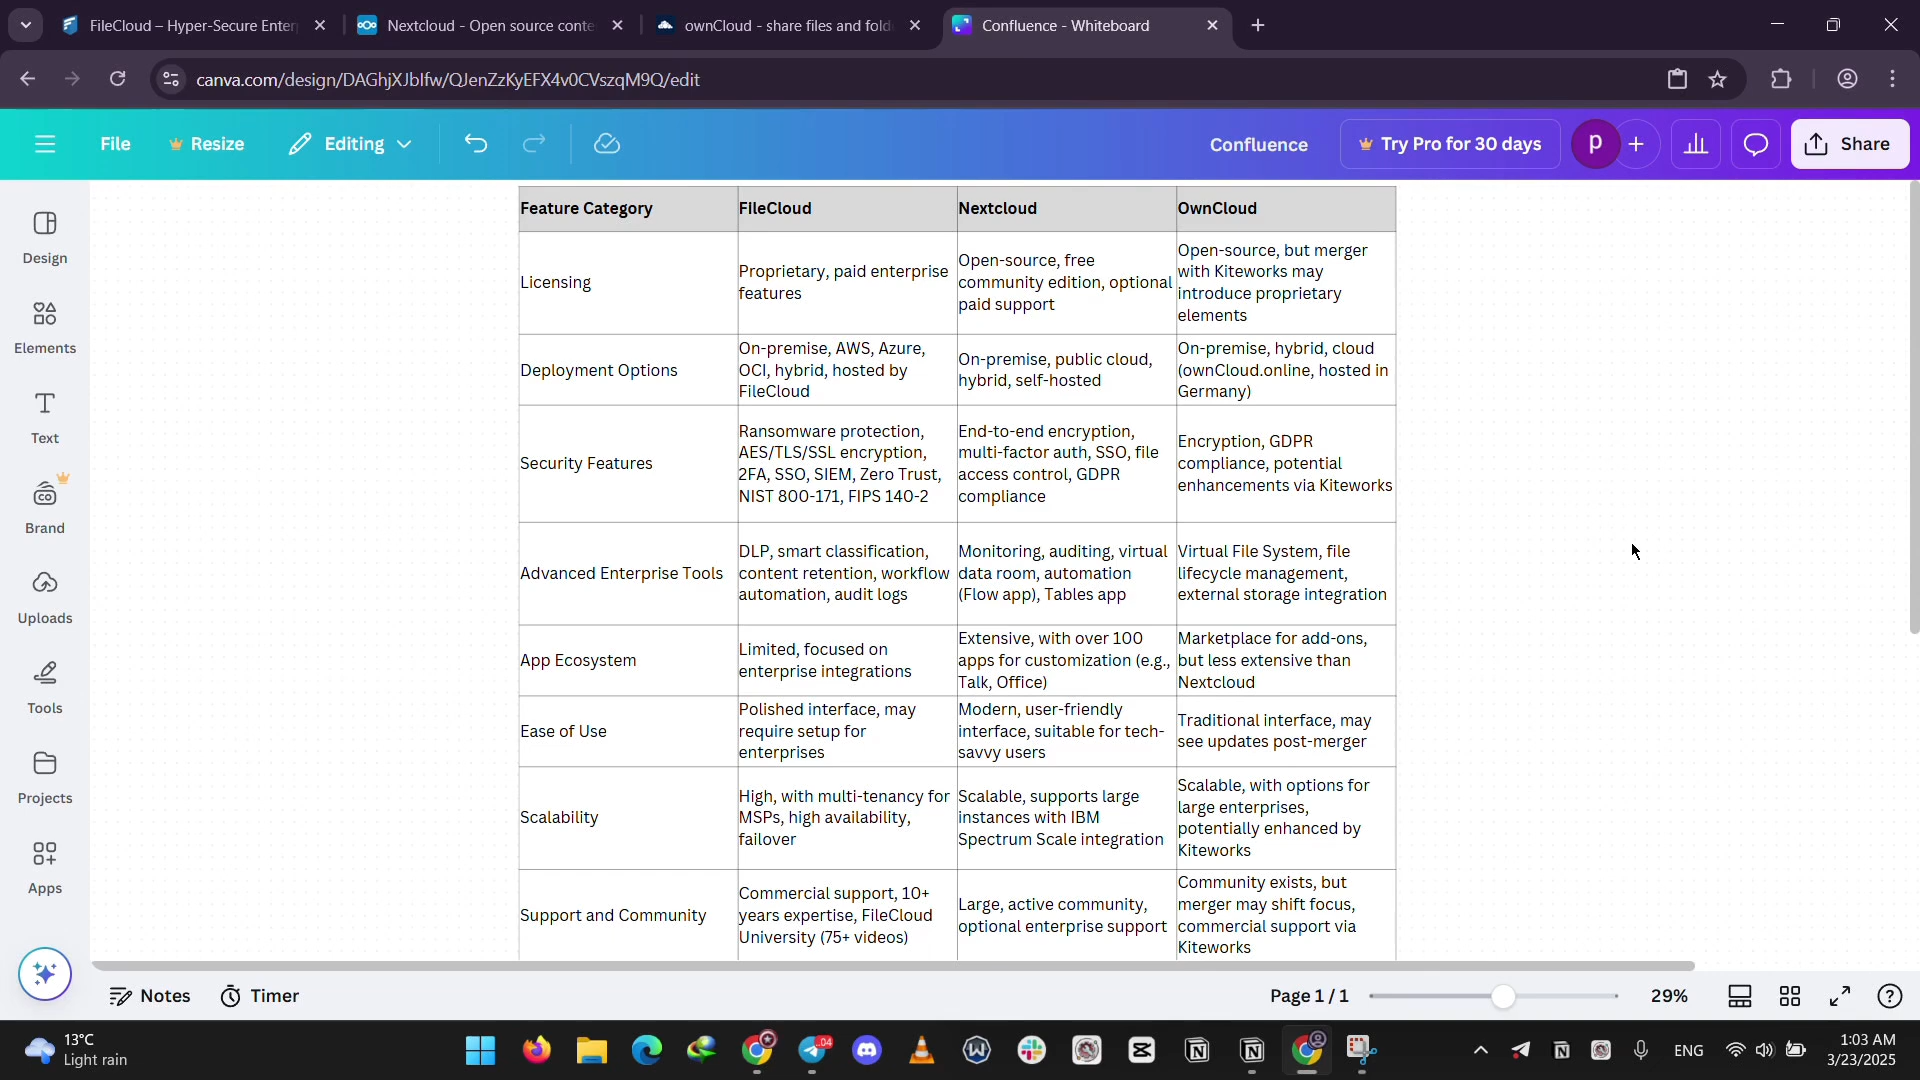 FileCloud – Hyper-Secure Enter
Nextcloud - Open source conte
ownCloud - share files and fold
Confluence - Whiteboard
canva.com/design/DAGhjXJbIfw/QJenZzKyEFX4v0CVszqM9Q/edit
File
Resize
Editing
Confluence
Try Pro for 30 days
p
Share
Design
Elements
Text
Brand
Uploads
Tools
Projects
Apps
Feature Category
FileCloud
Nextcloud
OwnCloud
Licensing
Proprietary, paid enterprise
features
Open-source, free
community edition, optional
paid support
Open-source, but merger
with Kiteworks may
introduce proprietary
elements
Deployment Options
On-premise, AWS, Azure,
OCI, hybrid, hosted by
FileCloud
On-premise, public cloud,
hybrid, self-hosted
On-premise, hybrid, cloud
(ownCloud.online, hosted in
Germany)
Security Features
Ransomware protection,
AES/TLS/SSL encryption,
2FA, SSO, SIEM, Zero Trust,
NIST 800-171, FIPS 140-2
End-to-end encryption,
multi-factor auth, SSO, file
access control, GDPR
compliance
Encryption, GDPR
compliance, potential
enhancements via Kiteworks
Advanced Enterprise Tools
DLP, smart classification,
content retention, workflow
automation, audit logs
Monitoring, auditing, virtual
data room, automation
(Flow app), Tables app
Virtual File System, file
lifecycle management,
external storage integration
App Ecosystem
Limited, focused on
enterprise integrations
Extensive, with over 100
apps for customization (e.g.,
Talk, Office)
Marketplace for add-ons,
but less extensive than
Nextcloud
Ease of Use
Polished interface, may
require setup for
enterprises
Modern, user-friendly
interface, suitable for tech-
savvy users
Traditional interface, may
see updates post-merger
Scalability
High, with multi-tenancy for
MSPs, high availability,
failover
Scalable, supports large
instances with IBM
Spectrum Scale integration
Scalable, with options for
large enterprises,
potentially enhanced by
Kiteworks
Support and Community
Commercial support, 10+
years expertise, FileCloud
University (75+ videos)
Large, active community,
optional enterprise support
Community exists, but
merger may shift focus,
commercial support via
Kiteworks
Notes
Timer
Page 1 / 1
29%
13°C
Light rain
ENG
1:03 AM
3/23/2025